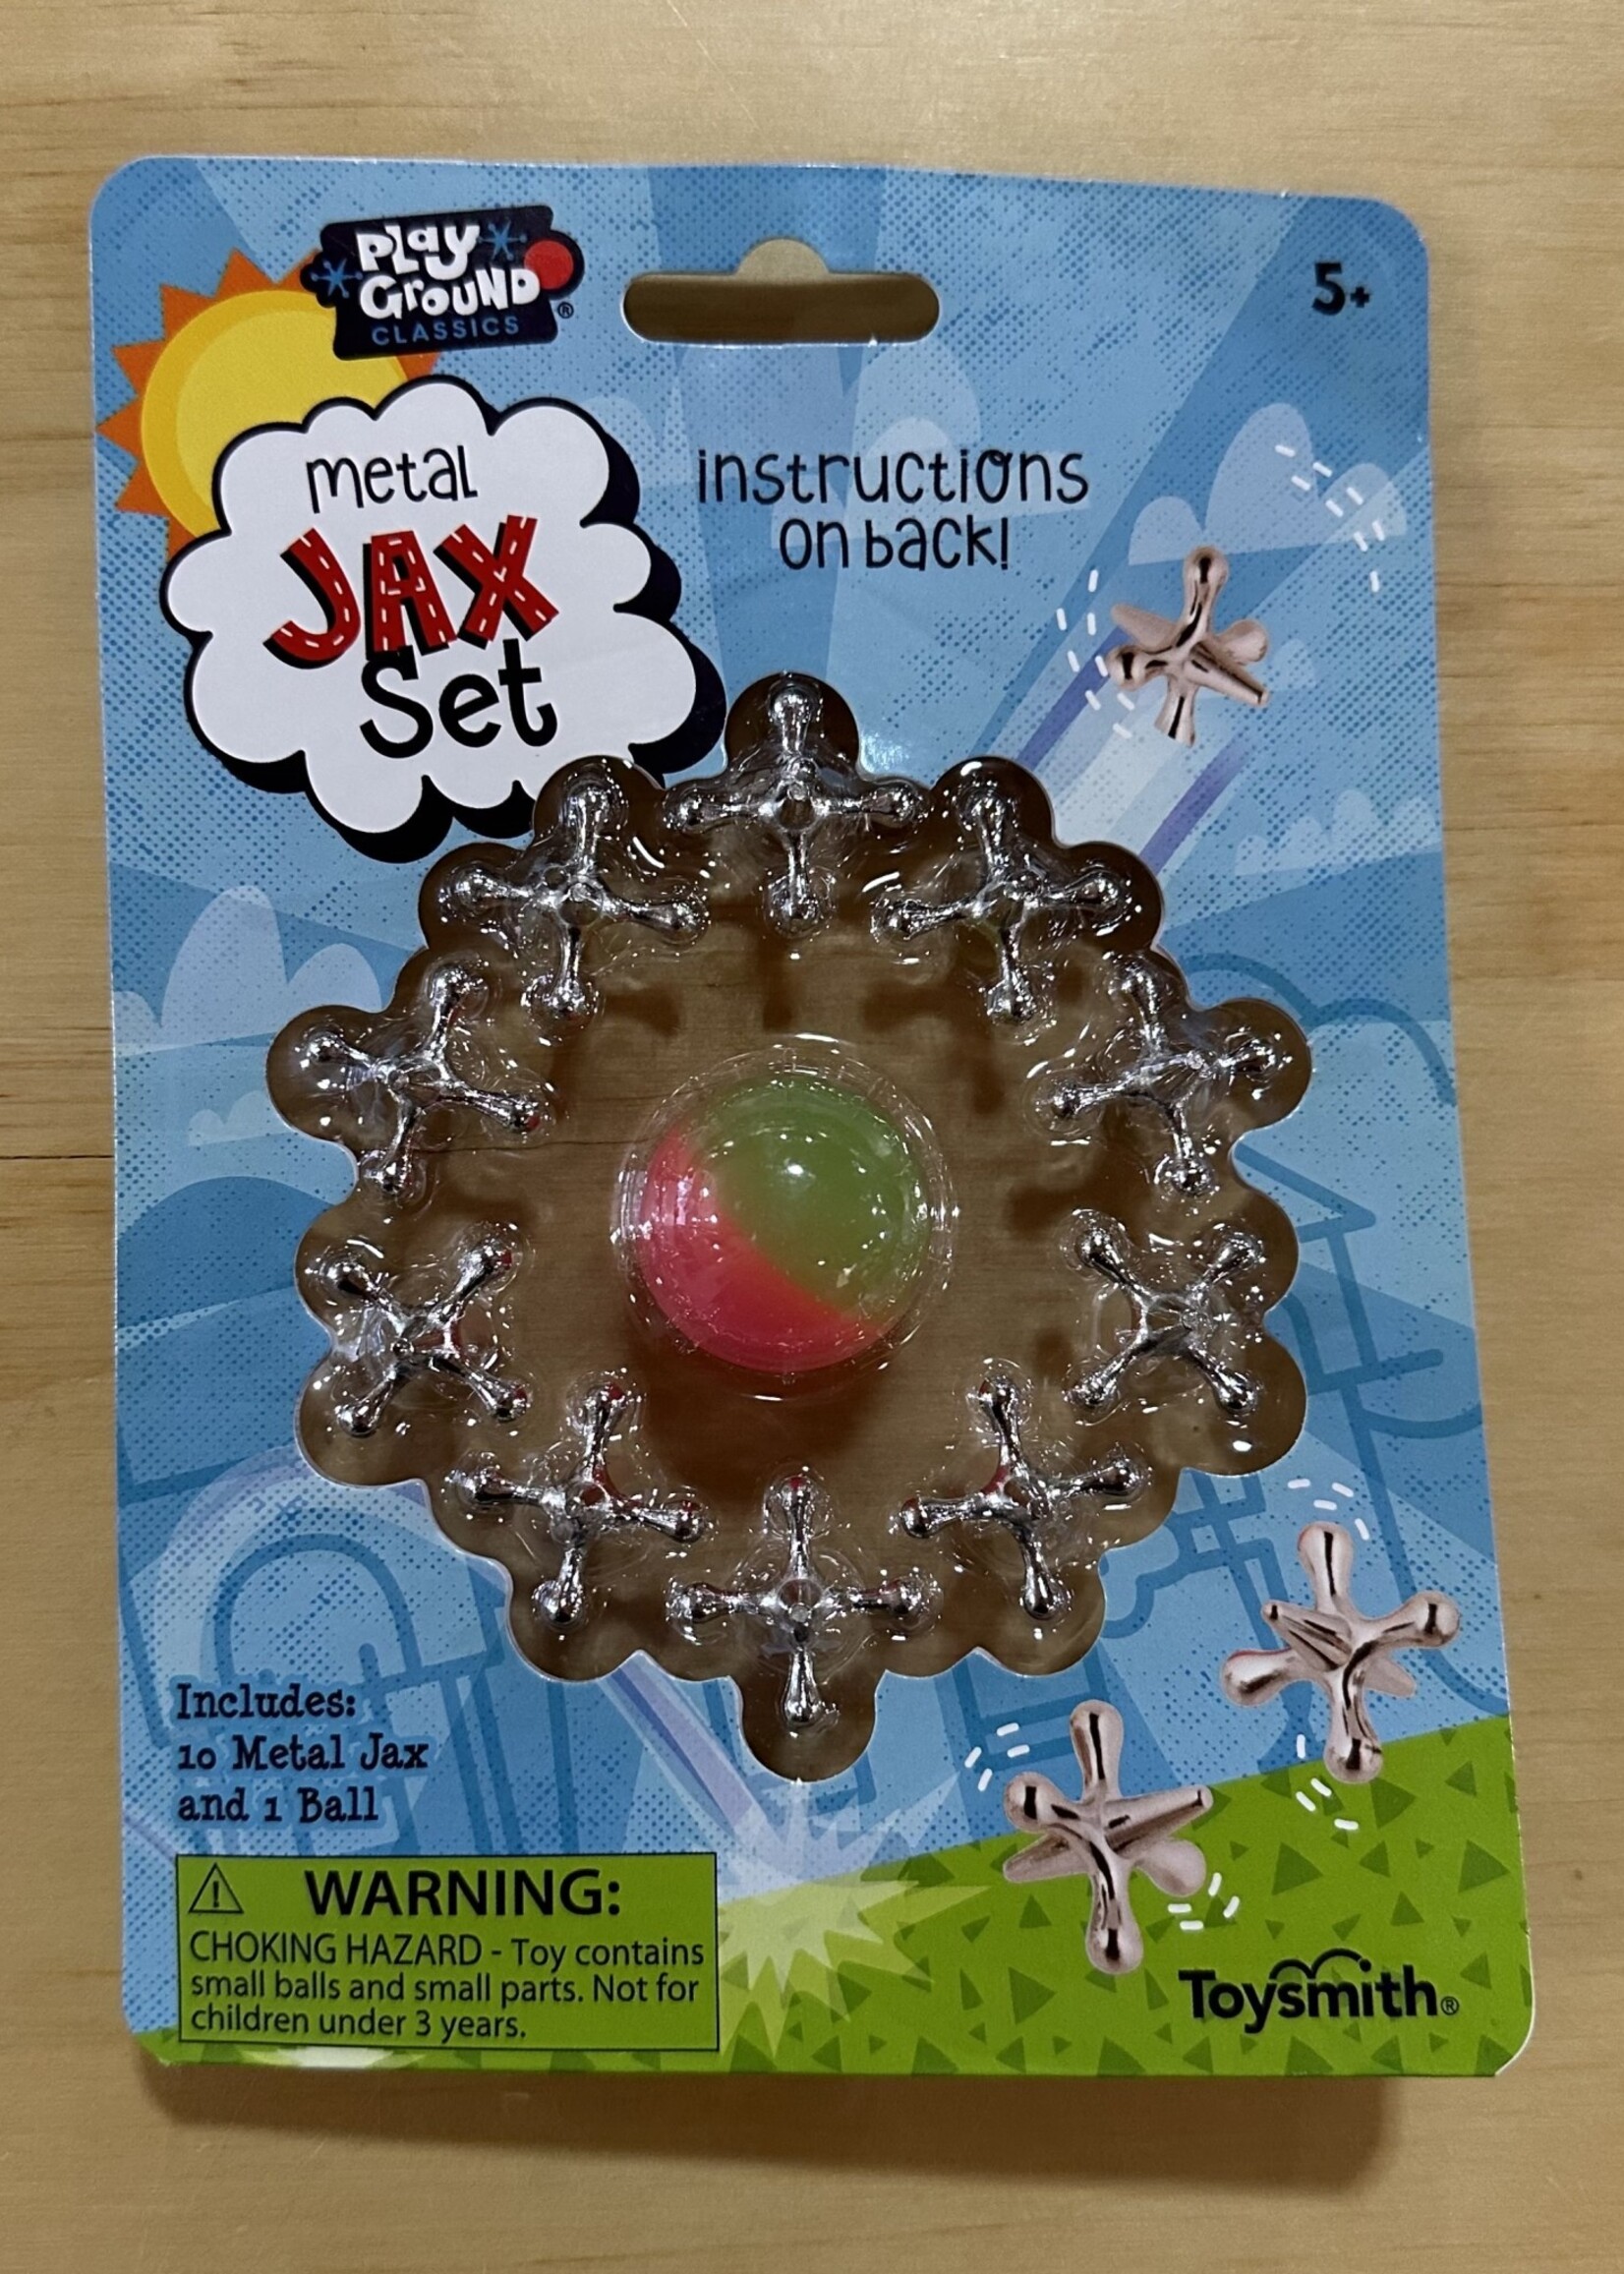 Play
Ground®
CLASSICS
5+
metal
JAX
Set
instructions
on back!
Includes:
10 Metal Jax
and 1 Ball
WARNING:
CHOKING HAZARD - Toy contains
small balls and small parts. Not for
children under 3 years.
Toysmith®